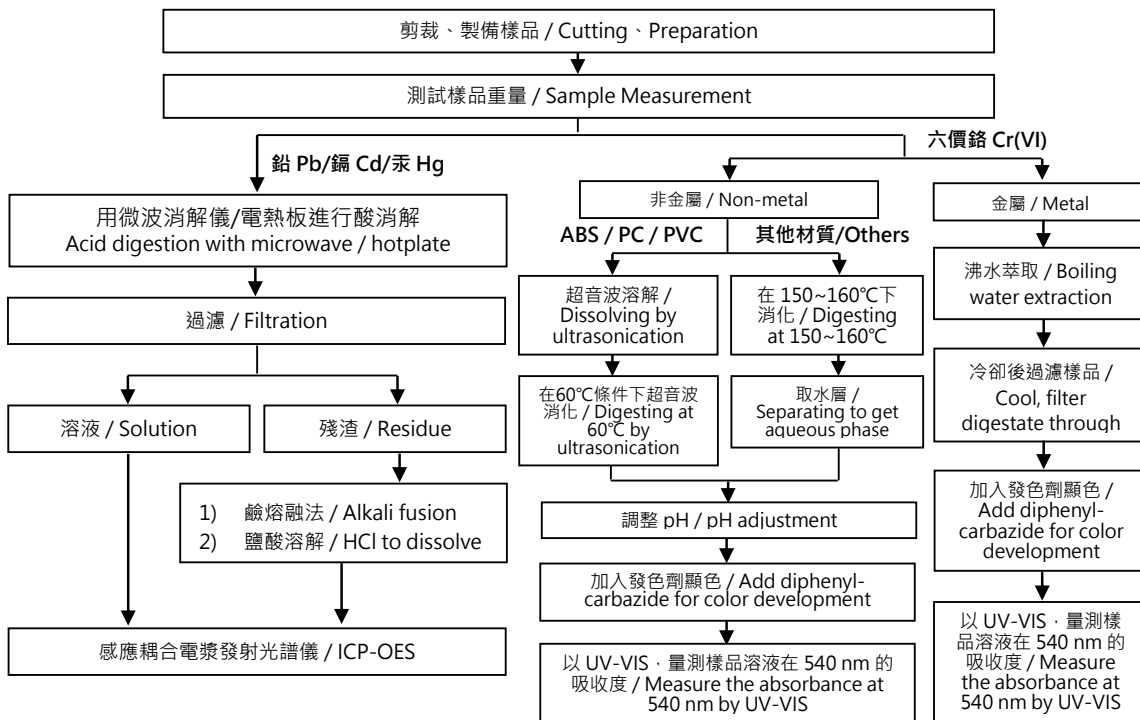 剪裁、製備樣品 / Cutting、Preparation
測試樣品重量 / Sample Measurement
鉛 Pb/鎘 Cd/汞 Hg
六價鉻 Cr(VI)
用微波消解儀/電熱板進行酸消解
Acid digestion with microwave / hotplate
過濾 / Filtration
溶液 / Solution
殘渣 / Residue
1) 鹼熔融法 / Alkali fusion
2) 鹽酸溶解 / HCl to dissolve
感應耦合電漿發射光譜儀 / ICP-OES
非金屬 / Non-metal
ABS / PC / PVC
其他材質/Others
超音波溶解 /
Dissolving by
ultrasonication
在60℃條件下超音波
消化 / Digesting at
60℃ by
ultrasonication
在 150~160℃下
消化 / Digesting
at 150~160℃
取水層 /
Separating to get
aqueous phase
調整 pH / pH adjustment
加入發色劑顯色 / Add diphenyl-
carbazide for color development
以 UV-VIS，量測樣品溶液在 540 nm 的
吸收度 / Measure the absorbance at
540 nm by UV-VIS
金屬 / Metal
沸水萃取 / Boiling
water extraction
冷卻後過濾樣品 /
Cool, filter
digestate through
加入發色劑顯色 /
Add diphenyl-
carbazide for color
development
以 UV-VIS，量測樣
品溶液在 540 nm 的
吸收度 / Measure
the absorbance at
540 nm by UV-VIS